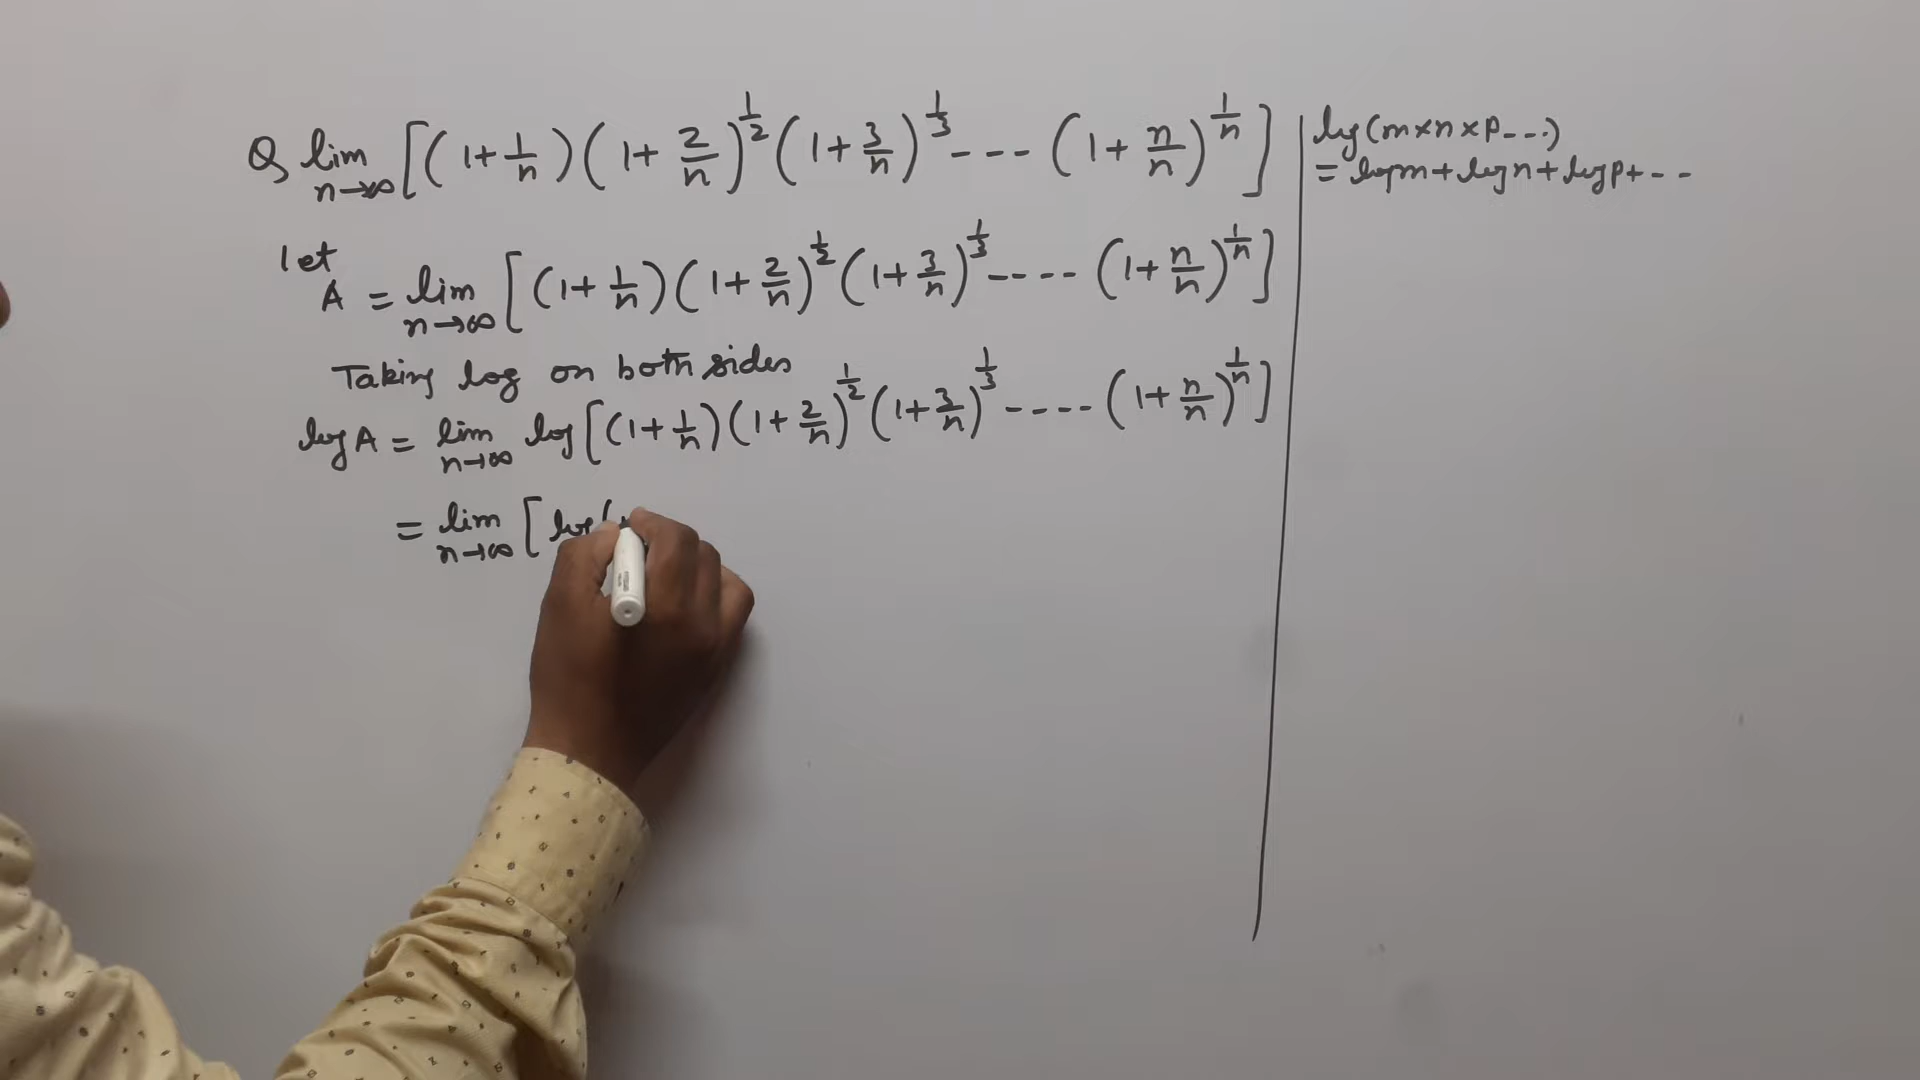 Q lim n→∞ [(1+1/n)(1+2/n)^1/2(1+3/n)^1/3 --- (1+n/n)^1/n]
let
A = lim n→∞ [(1+1/n)(1+2/n)^1/2(1+3/n)^1/3 ---- (1+n/n)^1/n]
Taking log on both sides
log A = lim n→∞ log[(1+1/n)(1+2/n)^1/2(1+3/n)^1/3 ---- (1+n/n)^1/n]
= lim n→∞ [log(
log(m×n×p---·)
= logm+logn+logp+--